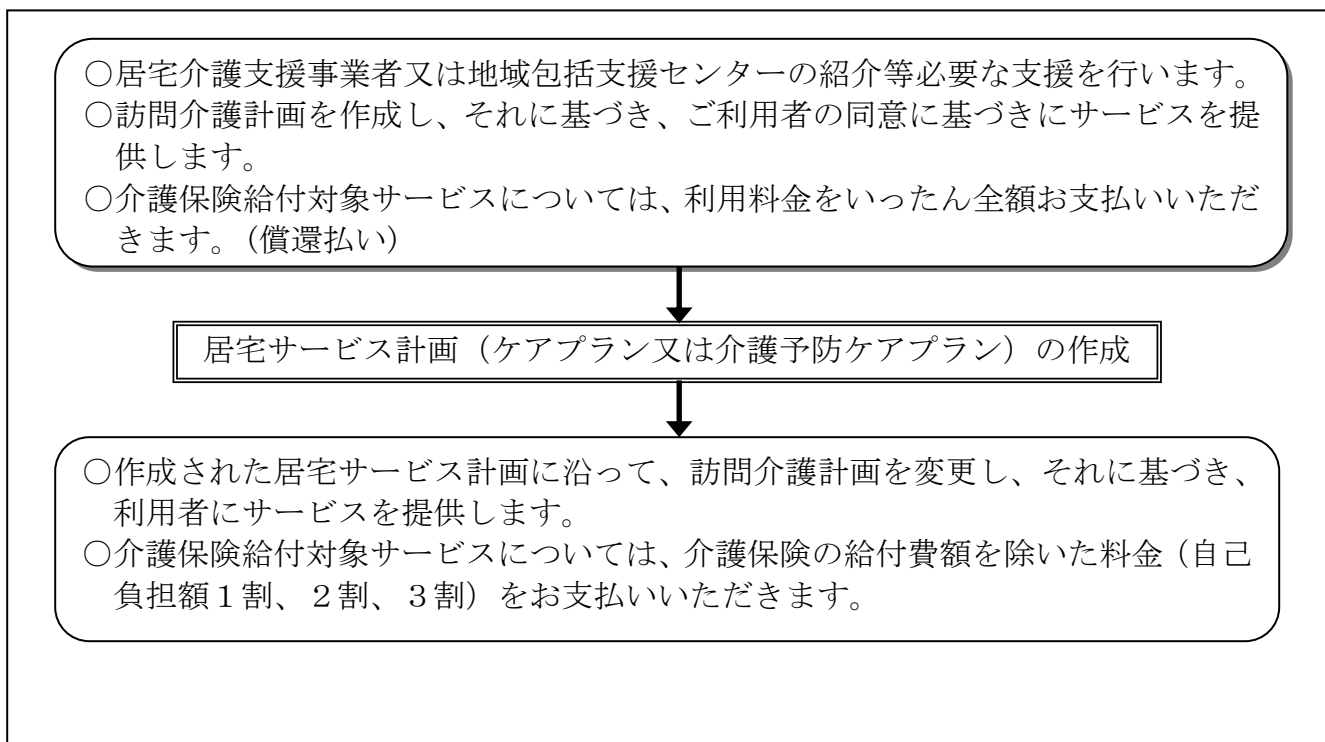 ○居宅介護支援事業者又は地域包括支援センターの紹介等必要な支援を行います。
○訪問介護計画を作成し、それに基づき、ご利用者の同意に基づきにサービスを提
供します。
○介護保険給付対象サービスについては、利用料金をいったん全額お支払いいただ
きます。（償還払い）
居宅サービス計画（ケアプラン又は介護予防ケアプラン）の作成
○作成された居宅サービス計画に沿って、訪問介護計画を変更し、それに基づき、
利用者にサービスを提供します。
○介護保険給付対象サービスについては、介護保険の給付費額を除いた料金（自己
負担額１割、２割、３割）をお支払いいただきます。